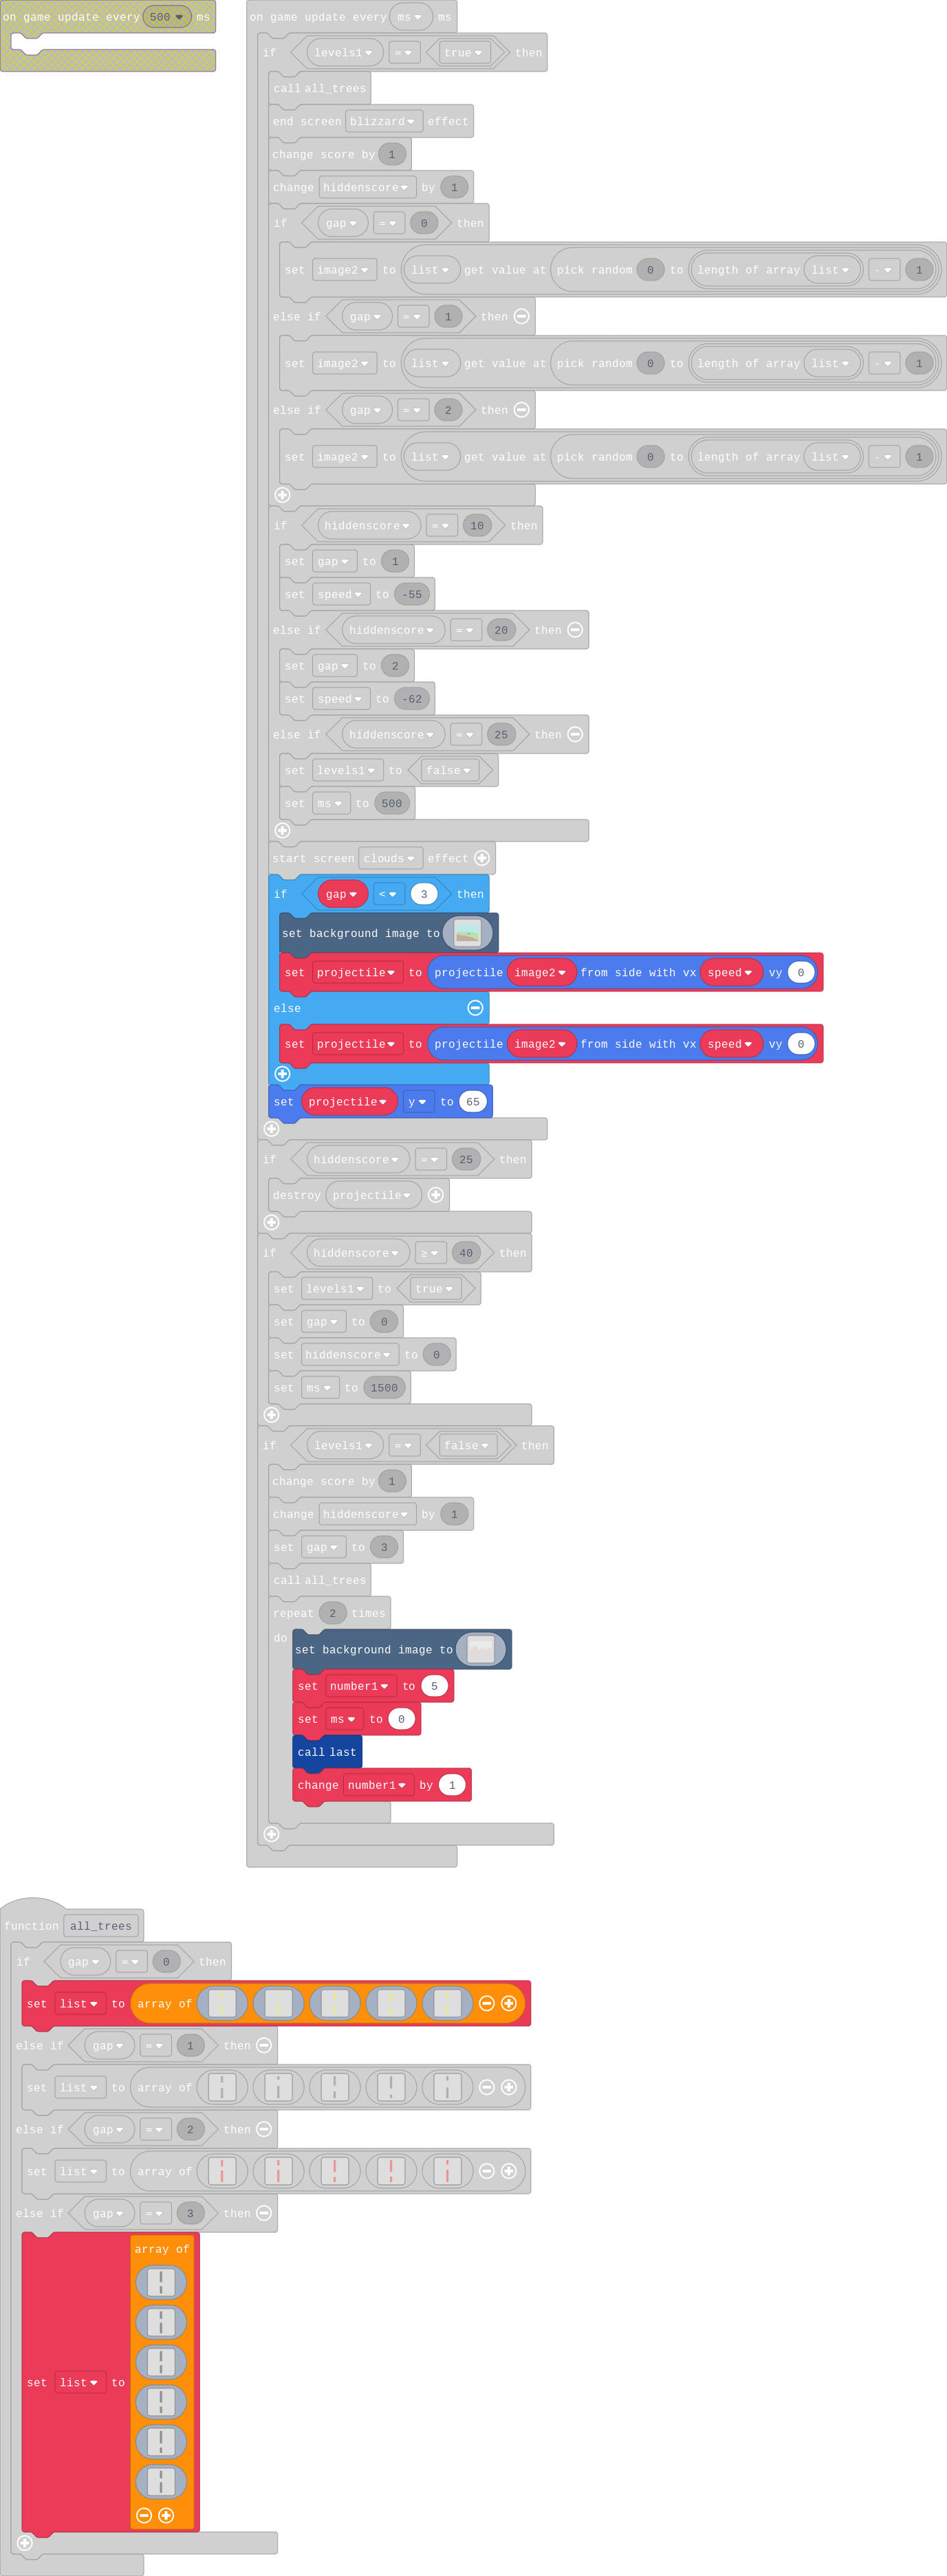 on game update every 500 ms
on game update every ms ms
if levels1 = true then
call all_trees
end screen blizzard effect
change score by 1
change hiddenscore by 1
if gap = 0 then
set image2 to list get value at pick random 0 to length of array list - 1
else if gap = 1 then
set image2 to list get value at pick random 0 to length of array list - 1
else if gap = 2 then
set image2 to list get value at pick random 0 to length of array list - 1
if hiddenscore = 10 then
set gap to 1
set speed to -55
else if hiddenscore = 20 then
set gap to 2
set speed to -62
else if hiddenscore = 25 then
set levels1 to false
set ms to 500
start screen clouds effect
if gap < 3 then
set background image to
set projectile to projectile image2 from side with vx speed vy 0
else
set projectile to projectile image2 from side with vx speed vy 0
set projectile y to 65
if hiddenscore = 25 then
destroy projectile
if hiddenscore ≥ 40 then
set levels1 to true
set gap to 0
set hiddenscore to 0
set ms to 1500
if levels1 = false then
change score by 1
change hiddenscore by 1
set gap to 3
call all_trees
repeat 2 times
do
set background image to
set number1 to 5
set ms to 0
call last
change number1 by 1
function all_trees
if gap = 0 then
set list to array of
else if gap = 1 then
set list to array of
else if gap = 2 then
set list to array of
else if gap = 3 then
array of
set list to